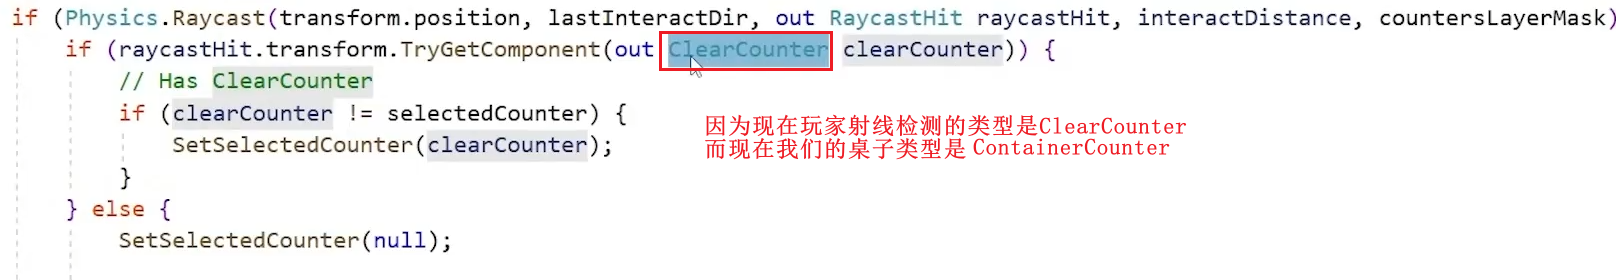 if (Physics.Raycast(transform.position, lastInteractDir, out RaycastHit raycastHit, interactDistance, countersLayerMask)
if (raycastHit.transform.TryGetComponent(out ClearCounter clearCounter)) {
// Has ClearCounter
if (clearCounter != selectedCounter) {
SetSelectedCounter(clearCounter);
}
} else {
SetSelectedCounter(null);
因为现在玩家射线检测的类型是ClearCounter
而现在我们的桌子类型是 ContainerCounter